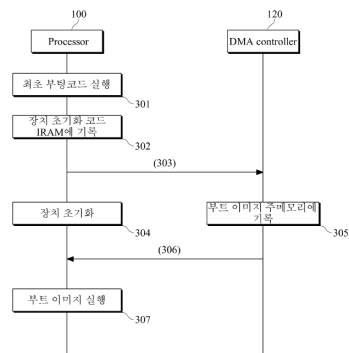 100
120
Processor
DMA controller
최초 부팅코드 실행
301
장치 초기화 코드
IRAM에 기록
302
(303)
장치 초기화
304
부트 이미지 주메모리에
기록
305
(306)
부트 이미지 실행
307